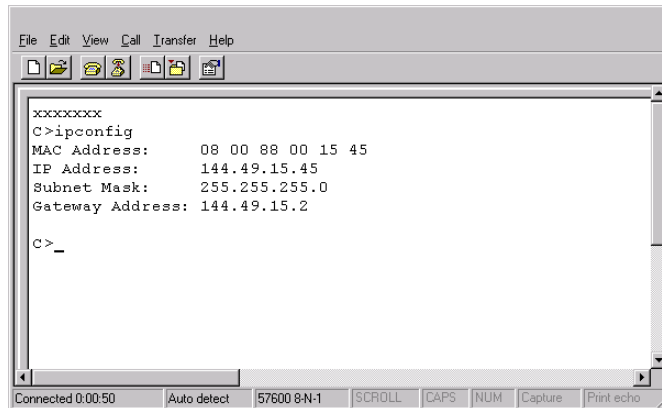 File Edit View Call Transfer Help
xxxxxxx
C>ipconfig
MAC Address: 08 00 88 00 15 45
IP Address: 144.49.15.45
Subnet Mask: 255.255.255.0
Gateway Address: 144.49.15.2
C>_
Connected 0:00:50 Auto detect 57600 8-N-1 SCROLL CAPS NUM Capture Print echo